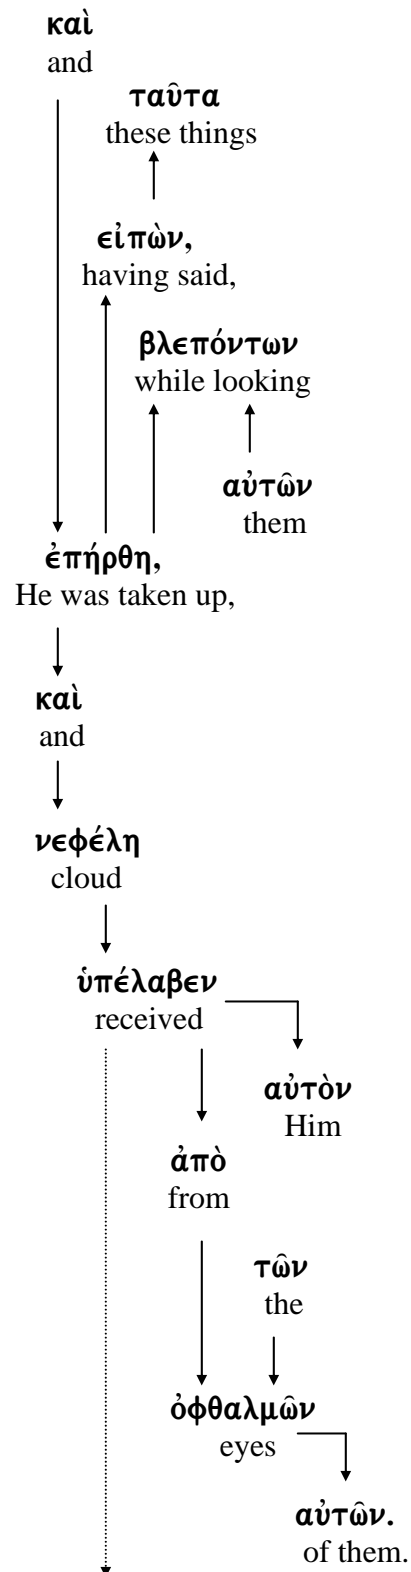 καὶ
and
ταῦτα
these things
εἰπὼν,
having said,
βλεπόντων
while looking
αὐτῶν
them
ἐπήρθη,
He was taken up,
καὶ
and
νεφέλη
cloud
ὑπέλαβεν
received
αὐτὸν
Him
ἀπὸ
from
τῶν
the
ὀφθαλμῶν
eyes
αὐτῶν.
of them.